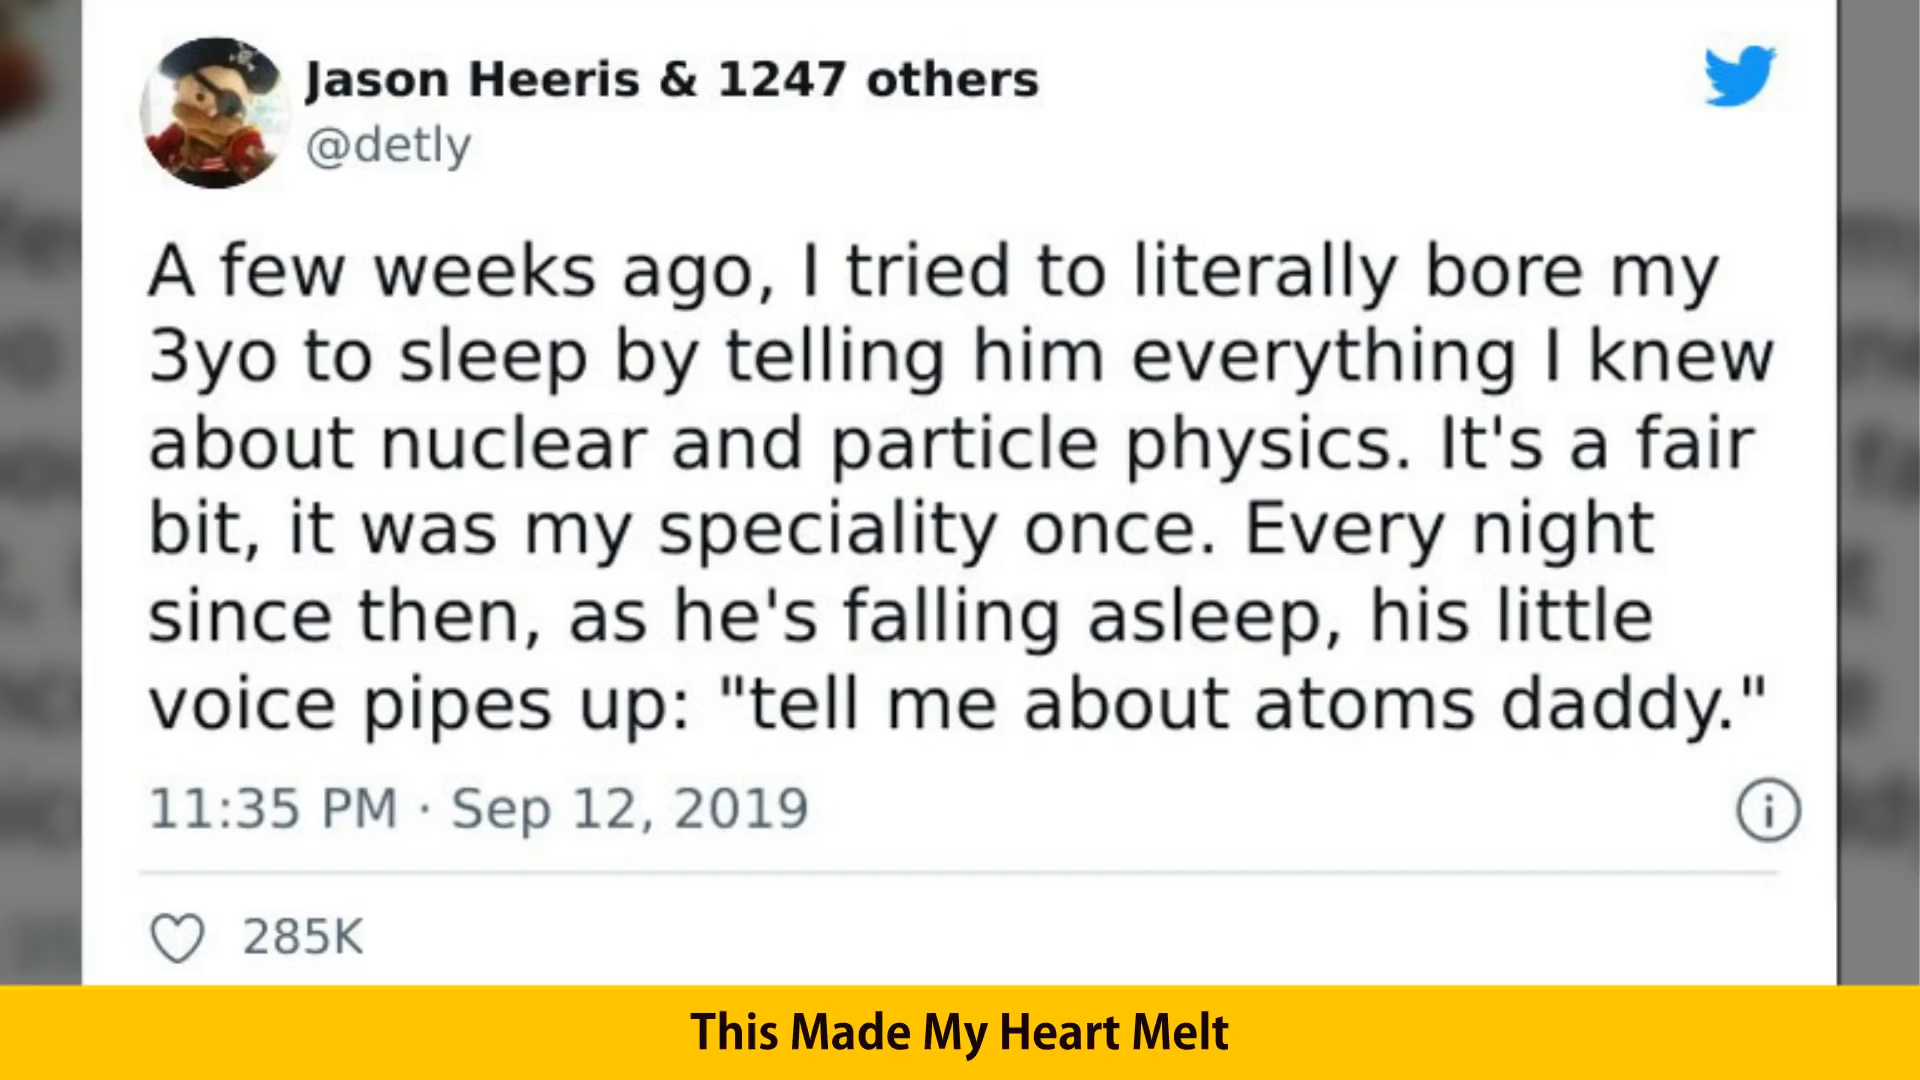 Jason Heeris & 1247 others
@detly
A few weeks ago, I tried to literally bore my
3yo to sleep by telling him everything I knew
about nuclear and particle physics. It's a fair
bit, it was my speciality once. Every night
since then, as he's falling asleep, his little
voice pipes up: "tell me about atoms daddy."
11:35 PM · Sep 12, 2019
285K
This Made My Heart Melt